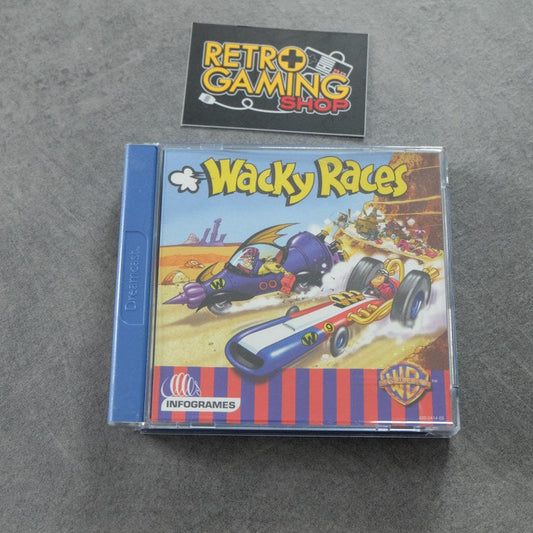 RETRO
GAMING
SHOP
Wacky Races
Dreamcast
INFOGRAMES